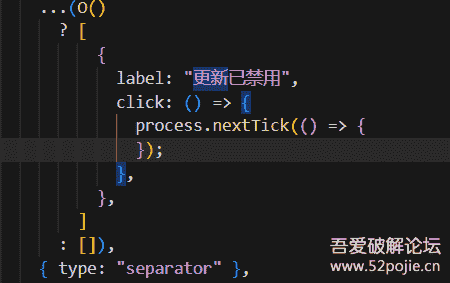 ...(O()
? [
{
label: "更新已禁用",
click: () => {
process.nextTick(() => {
});
},
},
]
: []),
{ type: "separator" },
吾爱破解论坛
www.52pojie.cn